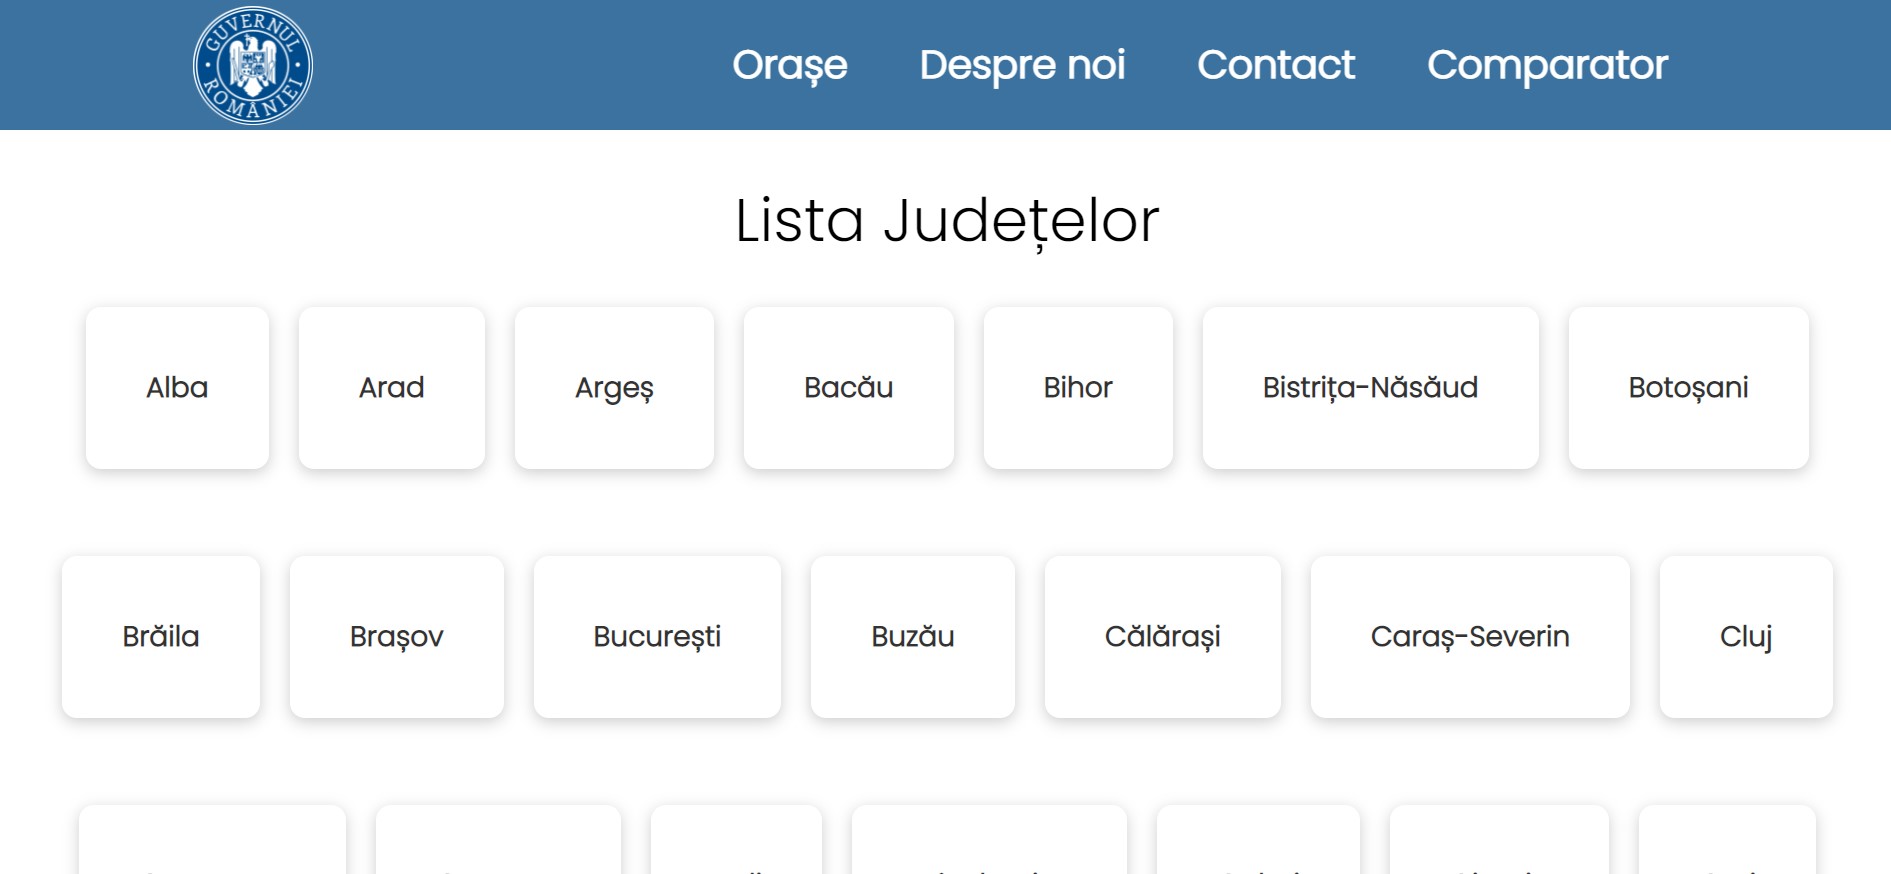 GUVERNUL ROMÂNIEI
Orașe Despre noi Contact Comparator
Lista Județelor
Alba Arad Argeș Bacău Bihor Bistrița-Năsăud Botoșani
Brăila Brașov București Buzău Călărași Caraș-Severin Cluj